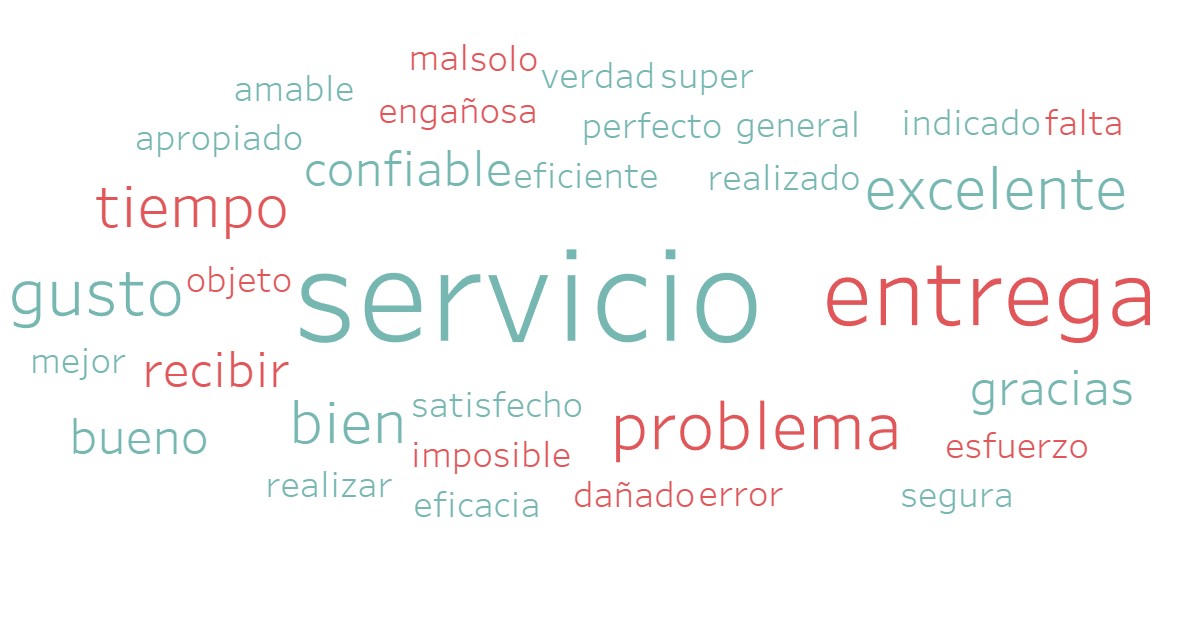 malsolo verdad super
amable
engañosa perfecto general indicado falta
apropiado
confiable eficiente realizado excelente
tiempo
gusto objeto servicio entrega
mejor recibir gracias
bueno bien satisfecho problema esfuerzo
imposible
realizar eficacia dañado error segura